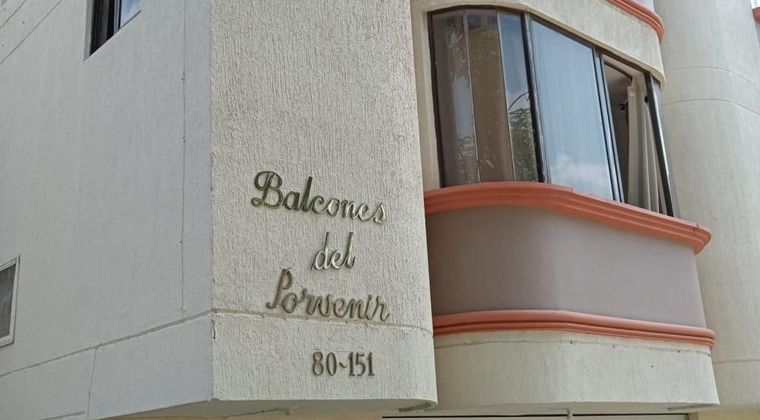 Balcones
del
Porvenir
80-151